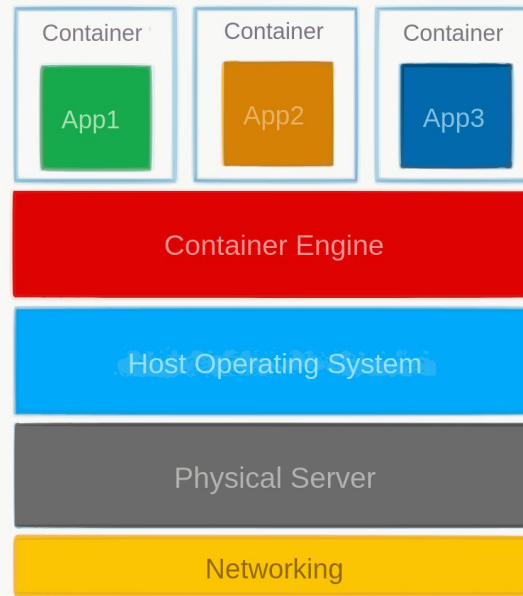 Container Container Container
App1 App2 App3
Container Engine
Host Operating System
Physical Server
Networking